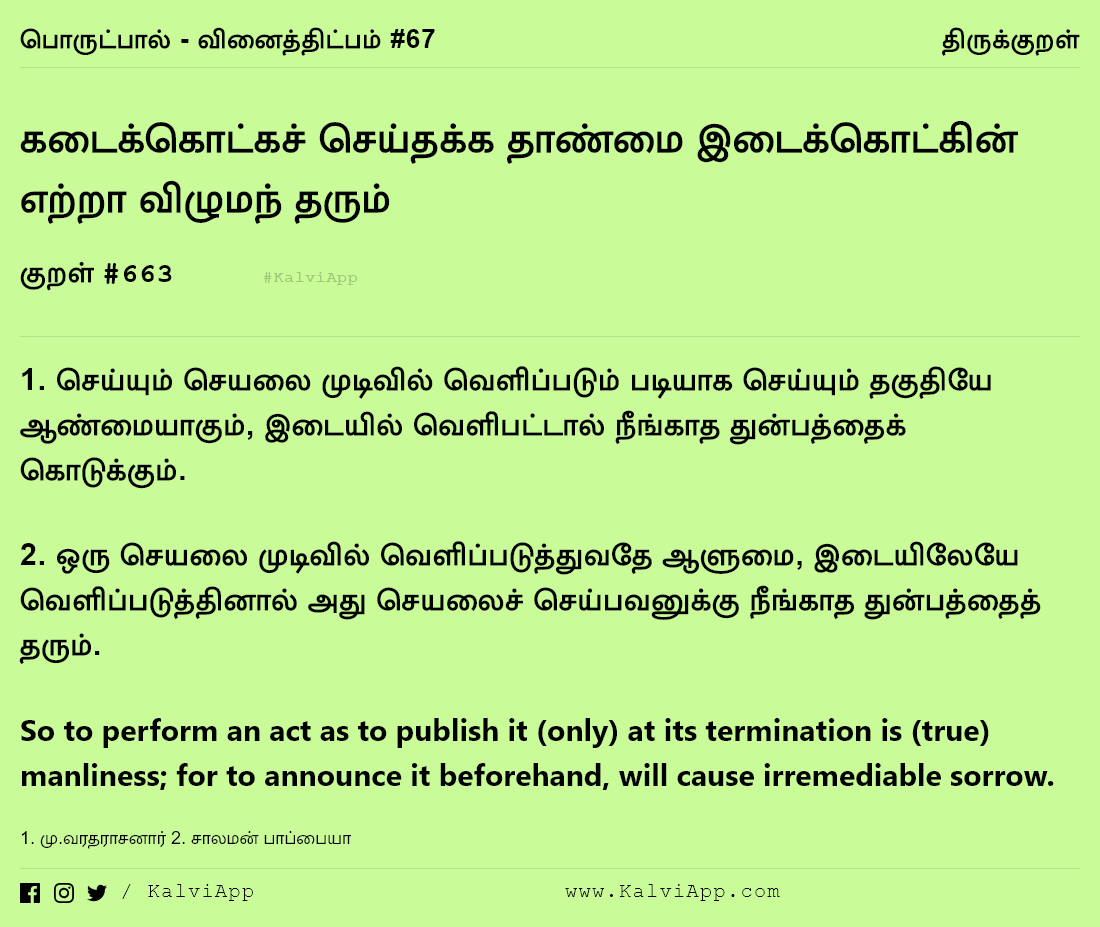 பொருட்பால் - வினைத்திட்பம் #67 திருக்குறள்
கடைக்கொட்கச் செய்தக்க தாண்மை இடைக்கொட்கின்
எற்றா விழுமந் தரும்
குறள் #663 #KalviApp
1. செய்யும் செயலை முடிவில் வெளிப்படும் படியாக செய்யும் தகுதியே
ஆண்மையாகும், இடையில் வெளிபட்டால் நீங்காத துன்பத்தைக்
கொடுக்கும்.
2. ஒரு செயலை முடிவில் வெளிப்படுத்துவதே ஆளுமை, இடையிலேயே
வெளிப்படுத்தினால் அது செயலைச் செய்பவனுக்கு நீங்காத துன்பத்தைத்
தரும்.
So to perform an act as to publish it (only) at its termination is (true)
manliness; for to announce it beforehand, will cause irremediable sorrow.
1. மு.வரதராசனார் 2. சாலமன் பாப்பையா
/ KalviApp www.KalviApp.com